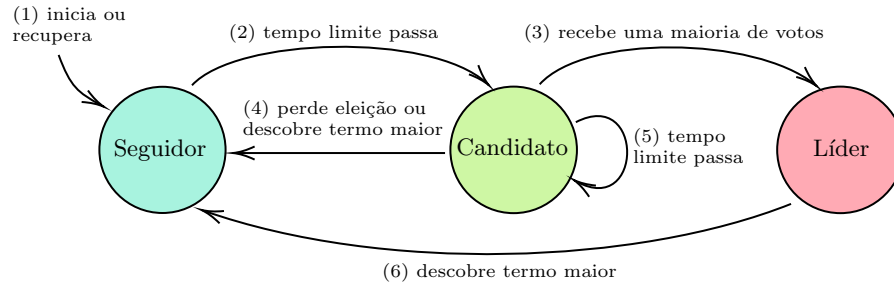 (1) inicia ou
recupera
(2) tempo limite passa
(3) recebe uma maioria de votos
(4) perde eleição ou
descobre termo maior
Seguidor
Candidato
(5) tempo
limite passa
Líder
(6) descobre termo maior